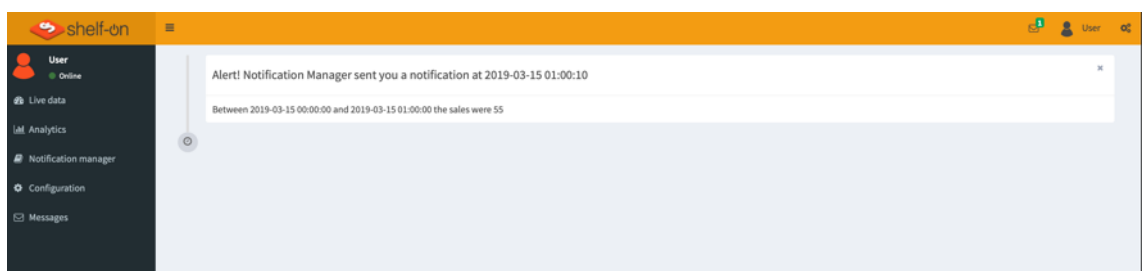 shelf-on
1
User
User
Online
Live data
Analytics
Notification manager
Configuration
Messages
Alert! Notification Manager sent you a notification at 2019-03-15 01:00:10
×
Between 2019-03-15 00:00:00 and 2019-03-15 01:00:00 the sales were 55